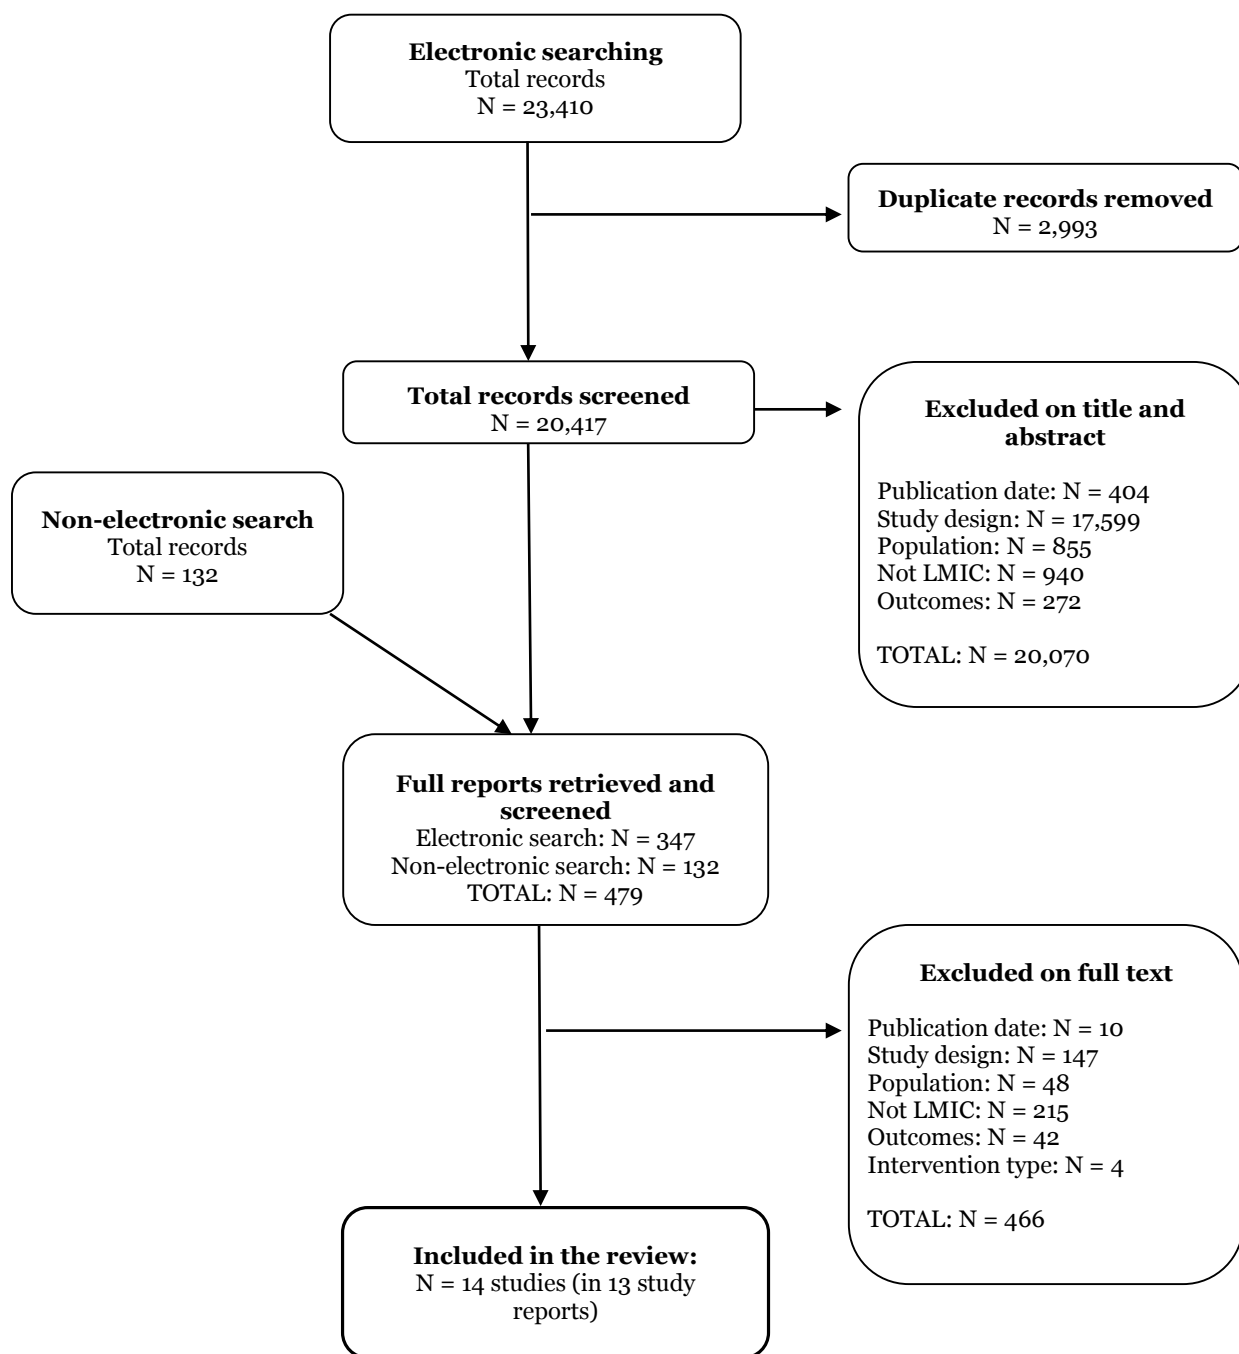 Electronic searching
Total records
N = 23,410
Duplicate records removed
N = 2,993
Total records screened
N = 20,417
Excluded on title and
abstract
Publication date: N = 404
Study design: N = 17,599
Population: N = 855
Not LMIC: N = 940
Outcomes: N = 272
TOTAL: N = 20,070
Non-electronic search
Total records
N = 132
Full reports retrieved and
screened
Electronic search: N = 347
Non-electronic search: N = 132
TOTAL: N = 479
Excluded on full text
Publication date: N = 10
Study design: N = 147
Population: N = 48
Not LMIC: N = 215
Outcomes: N = 42
Intervention type: N = 4
TOTAL: N = 466
Included in the review:
N = 14 studies (in 13 study
reports)